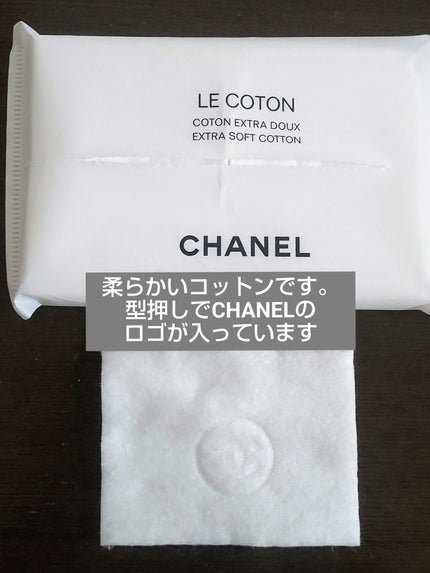 LE COTON
COTON EXTRA DOUX
EXTRA SOFT COTTON
CHANEL
柔らかいコットンです。
型押しでCHANELの
ロゴが入っています